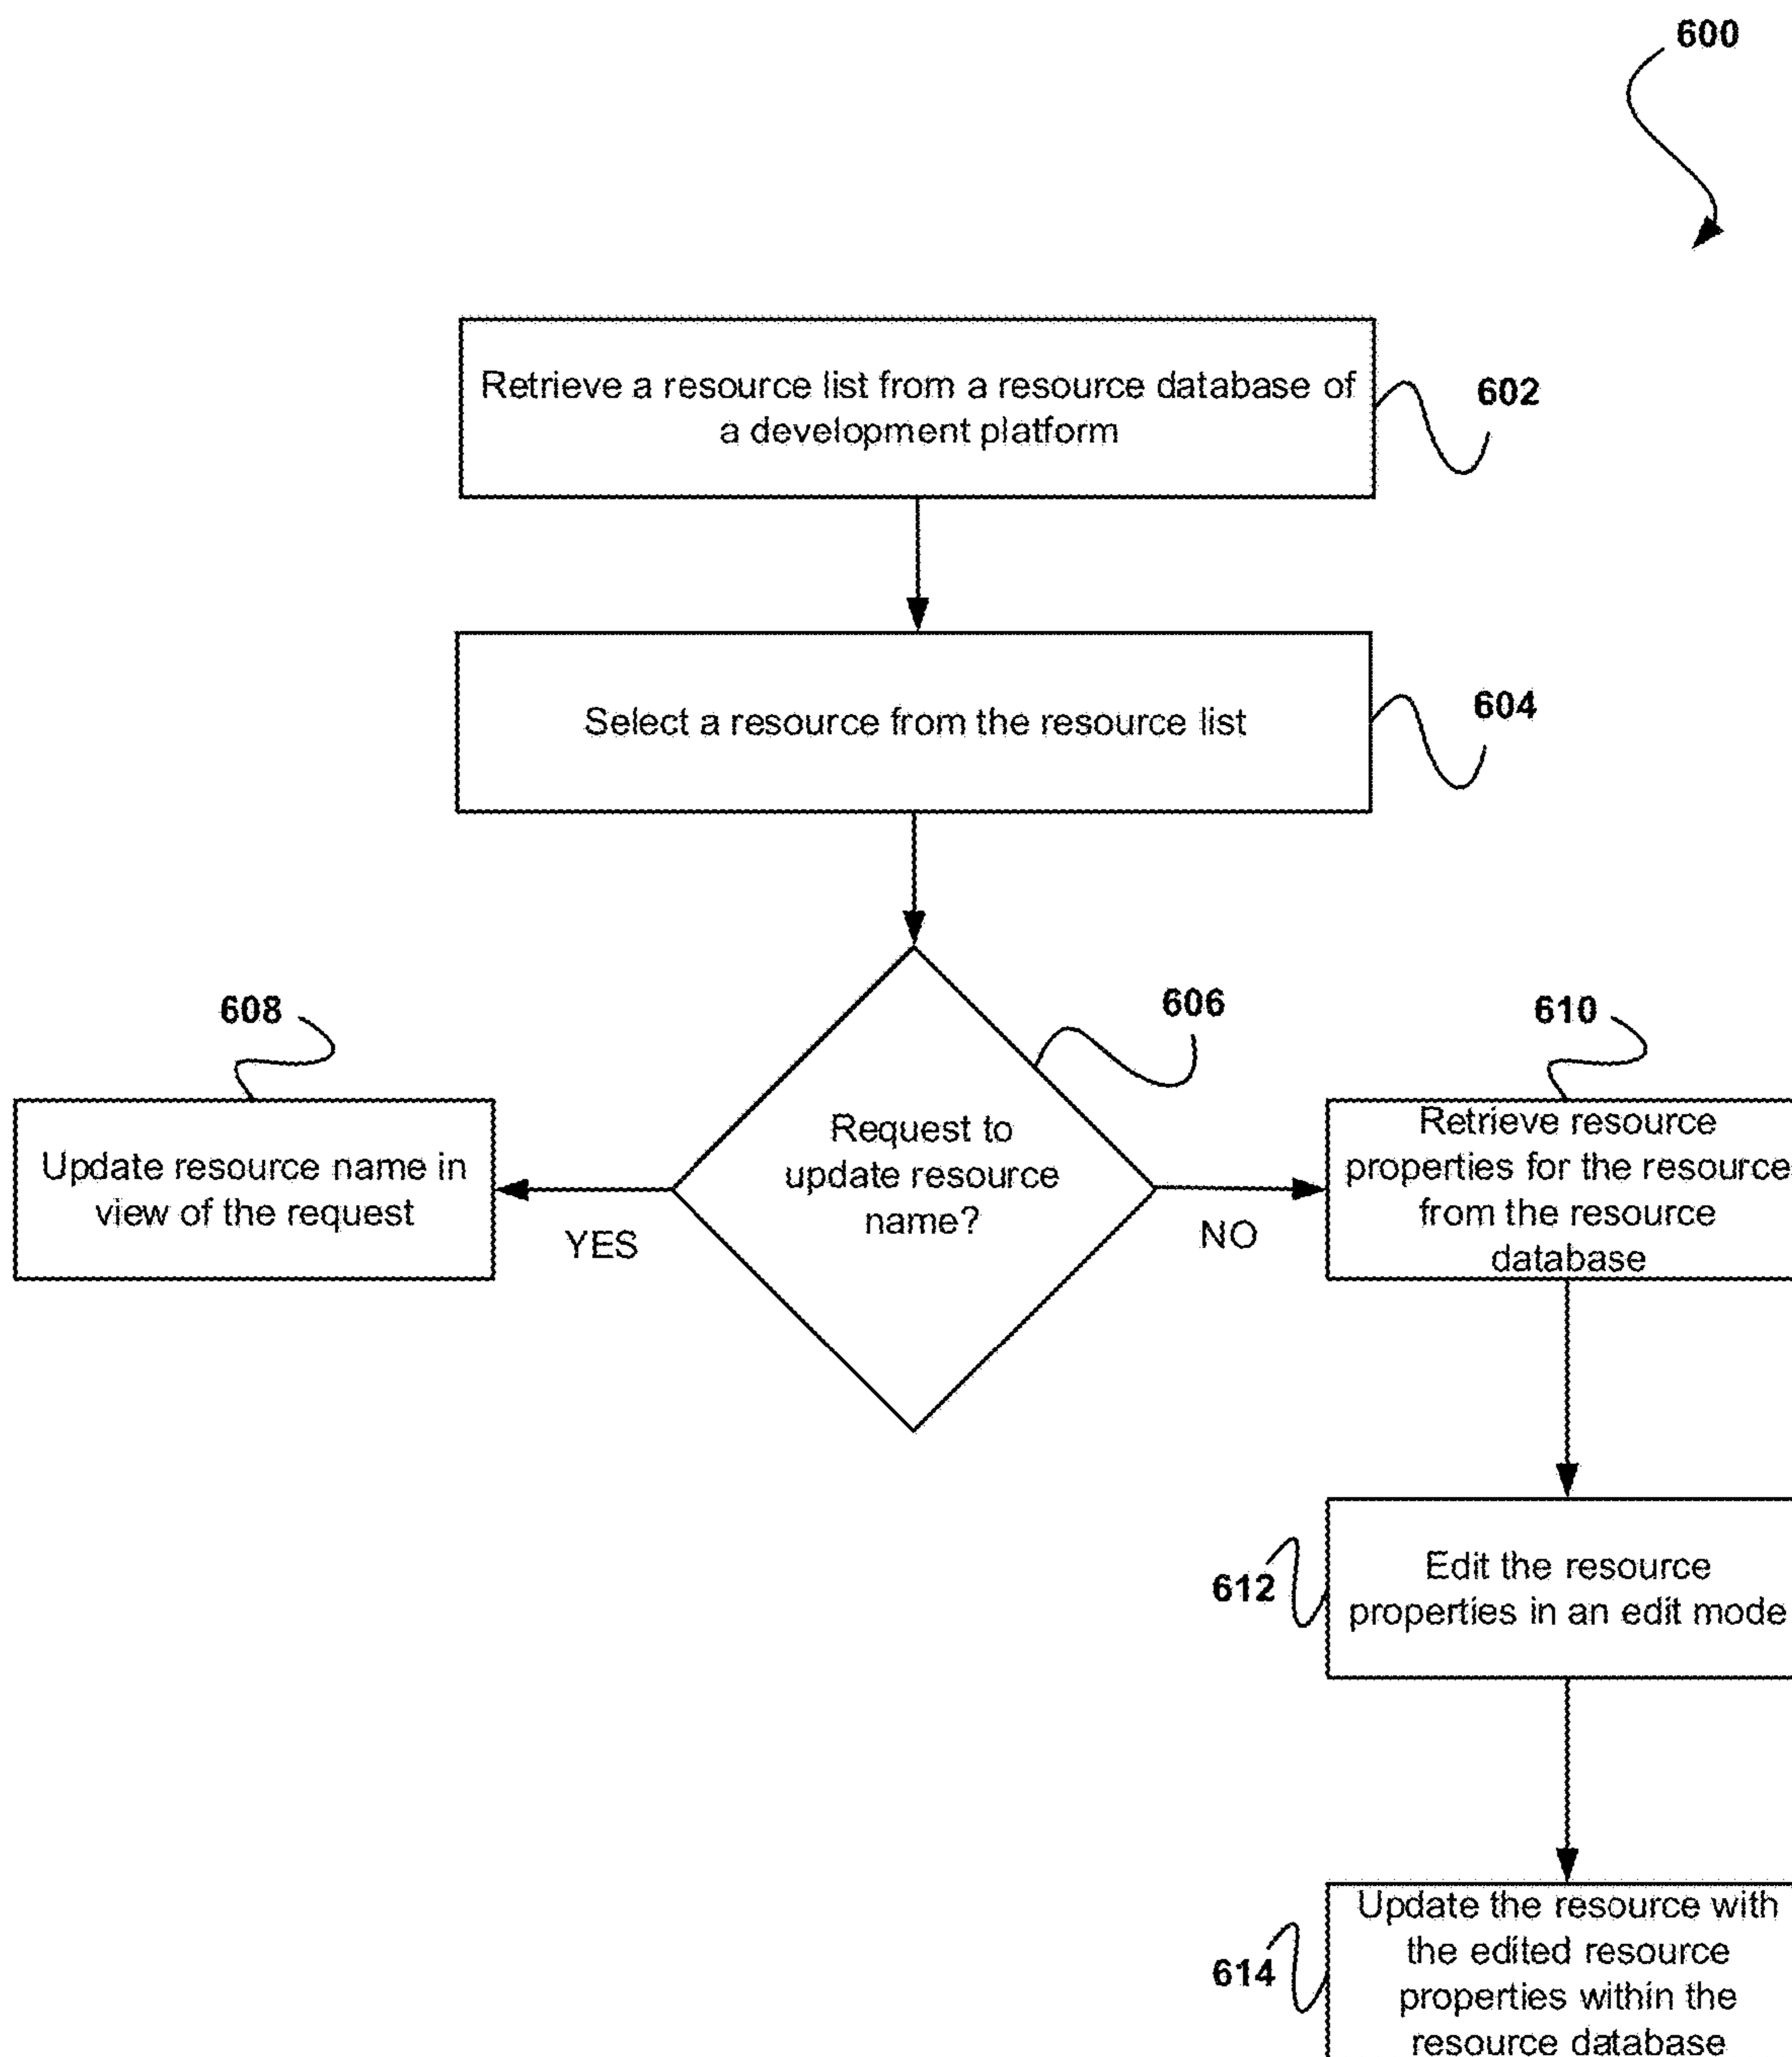 600
Retrieve a resource list from a resource database of
a development platform
602
Select a resource from the resource list
604
606
608
610
Request to
update resource
name?
Update resource name in
view of the request
YES
NO
Retrieve resource
properties for the resource
from the resource
database
612
Edit the resource
properties in an edit mode
614
Update the resource with
the edited resource
properties within the
resource database